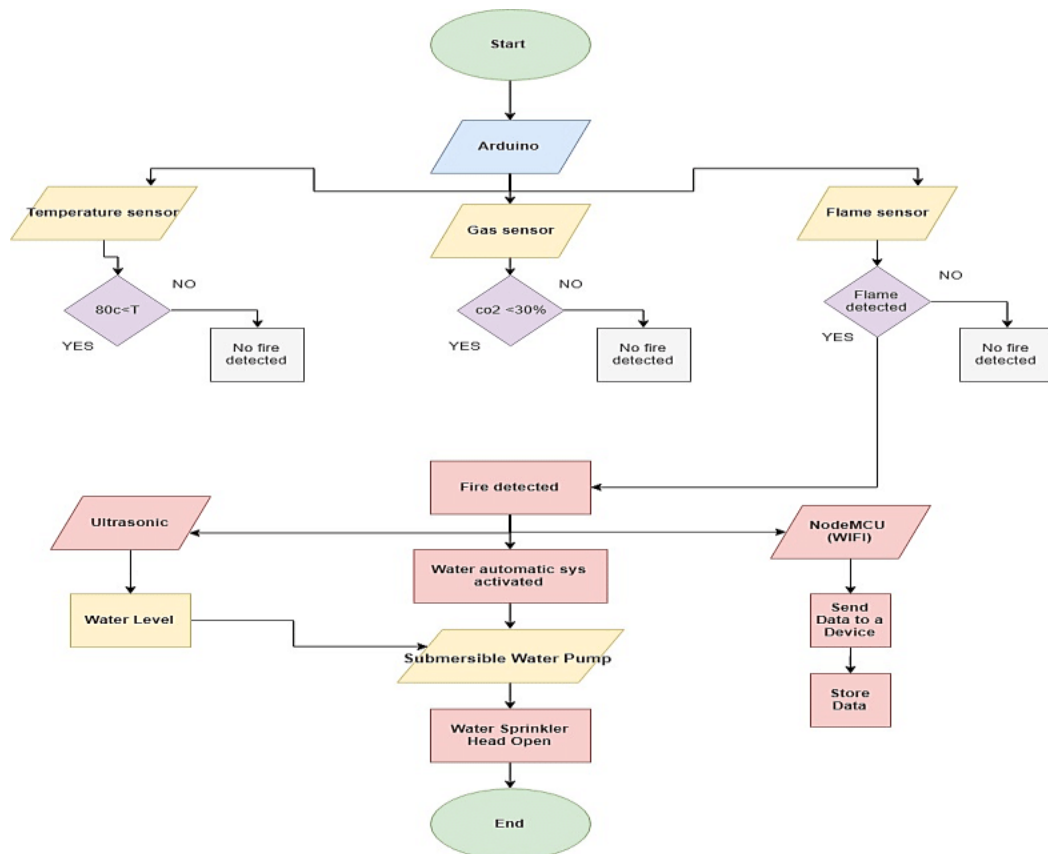 Start
Arduino
Temperature sensor
Gas sensor
Flame sensor
80c<T
NO
YES
No fire
detected
co2 <30%
NO
YES
No fire
detected
Flame
detected
NO
YES
No fire
detected
Fire detected
Ultrasonic
NodeMCU
(WIFI)
Water automatic sys
activated
Water Level
Send
Data to a
Device
Submersible Water Pump
Store
Data
Water Sprinkler
Head Open
End